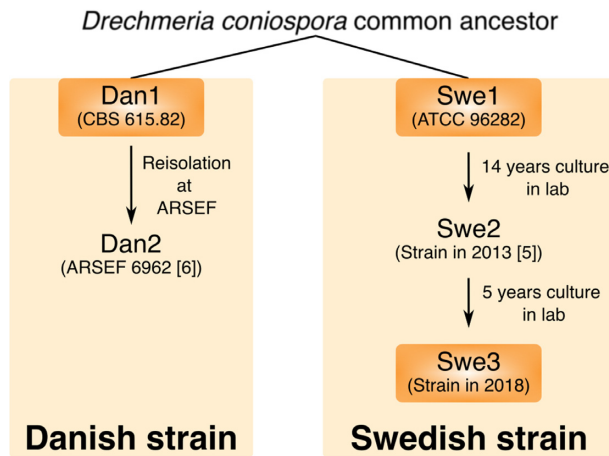 Drechmeria coniospora common ancestor
Dan1
(CBS 615.82)
Reisolation
at
ARSEF
Dan2
(ARSEF 6962 [6])
Danish strain
Swe1
(ATCC 96282)
14 years culture
in lab
Swe2
(Strain in 2013 [5])
5 years culture
in lab
Swe3
(Strain in 2018)
Swedish strain